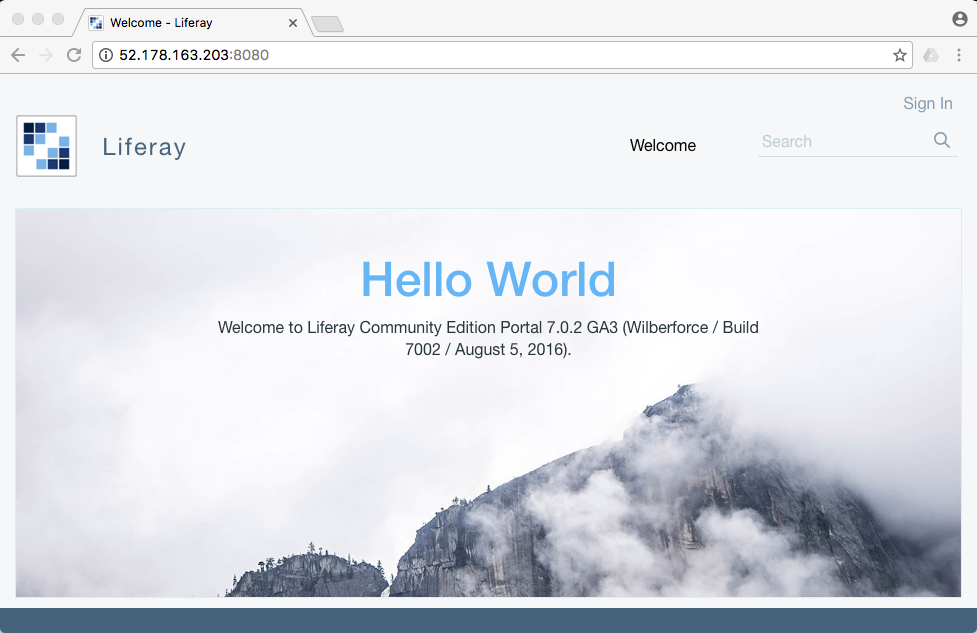 Welcome - Liferay
52.178.163.203:8080
Sign In
Liferay
Welcome
Search
Hello World
Welcome to Liferay Community Edition Portal 7.0.2 GA3 (Wilberforce / Build
7002 / August 5, 2016).